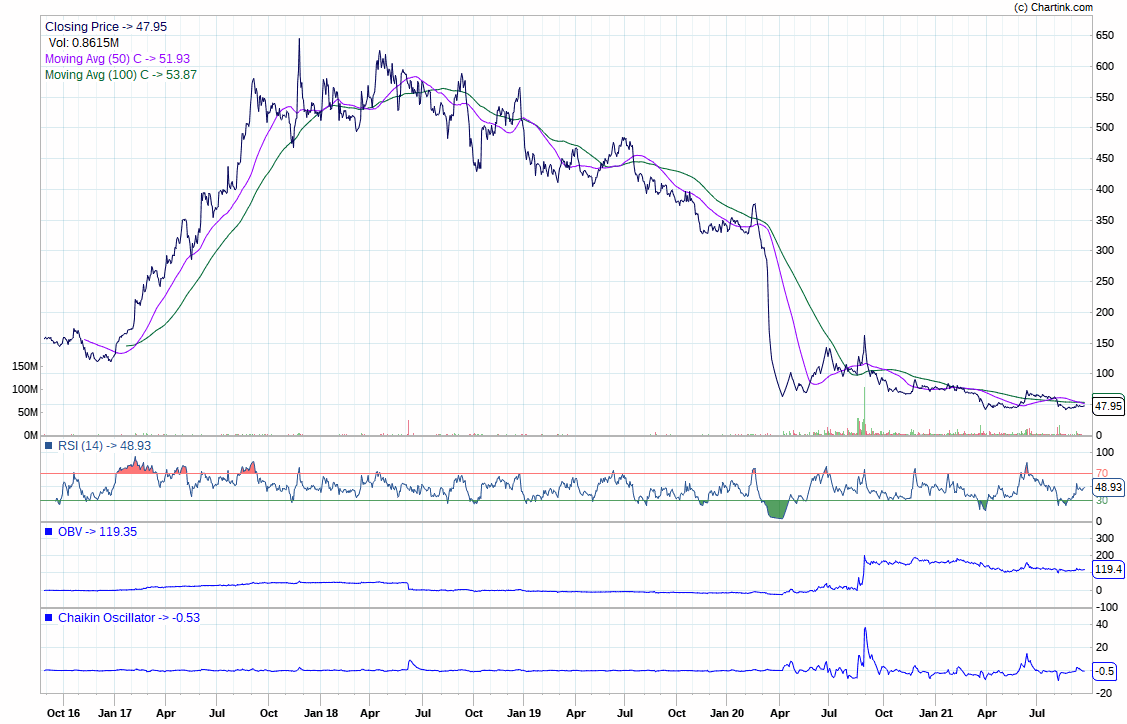 (c) Chartink.com
Closing Price -> 47.95
Vol: 0.8615M
Moving Avg (50) C -> 51.93
Moving Avg (100) C -> 53.87
650
600
550
500
450
400
350
300
250
200
150
100
47.95
0
150M
100M
50M
0M
RSI (14) -> 48.93
100
70
48.93
30
0
OBV -> 119.35
300
200
119.4
0
-100
Chaikin Oscillator -> -0.53
40
20
-0.5
-20
Oct 16 Jan 17 Apr Jul Oct Jan 18 Apr Jul Oct Jan 19 Apr Jul Oct Jan 20 Apr Jul Oct Jan 21 Apr Jul